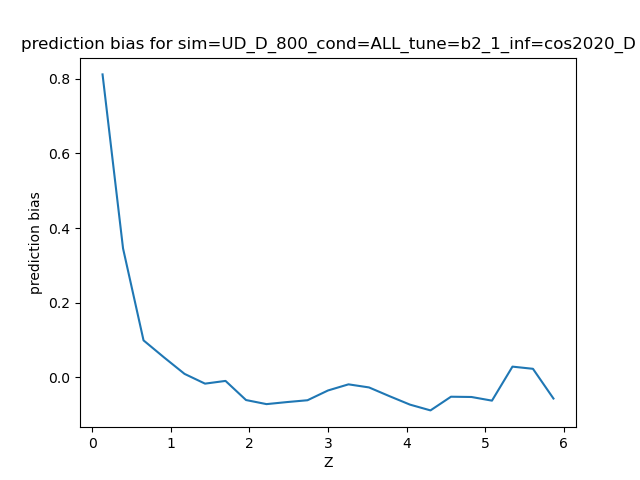 prediction bias for sim=UD_D_800_cond=ALL_tune=b2_1_inf=cos2020_D
0.8
0.6
0.4
0.2
0.0
prediction bias
0 1 2 3 4 5 6
Z